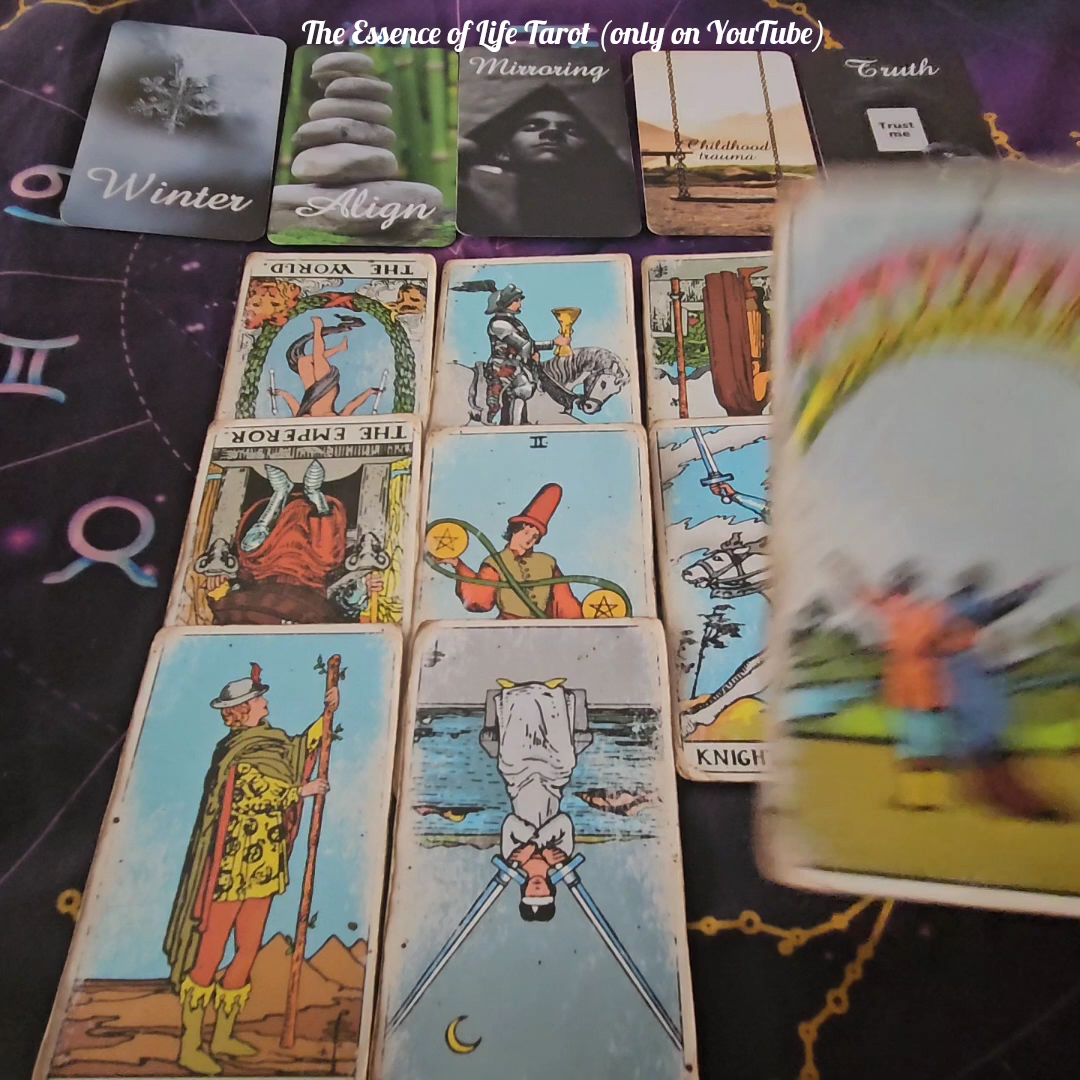 The Essence of Life Tarot (only on YouTube)
Winter
Align
Mirroring
Childhood
trauma
Truth
Trust
me
THE WORLD.
THE EMPEROR.
II
KNIGH